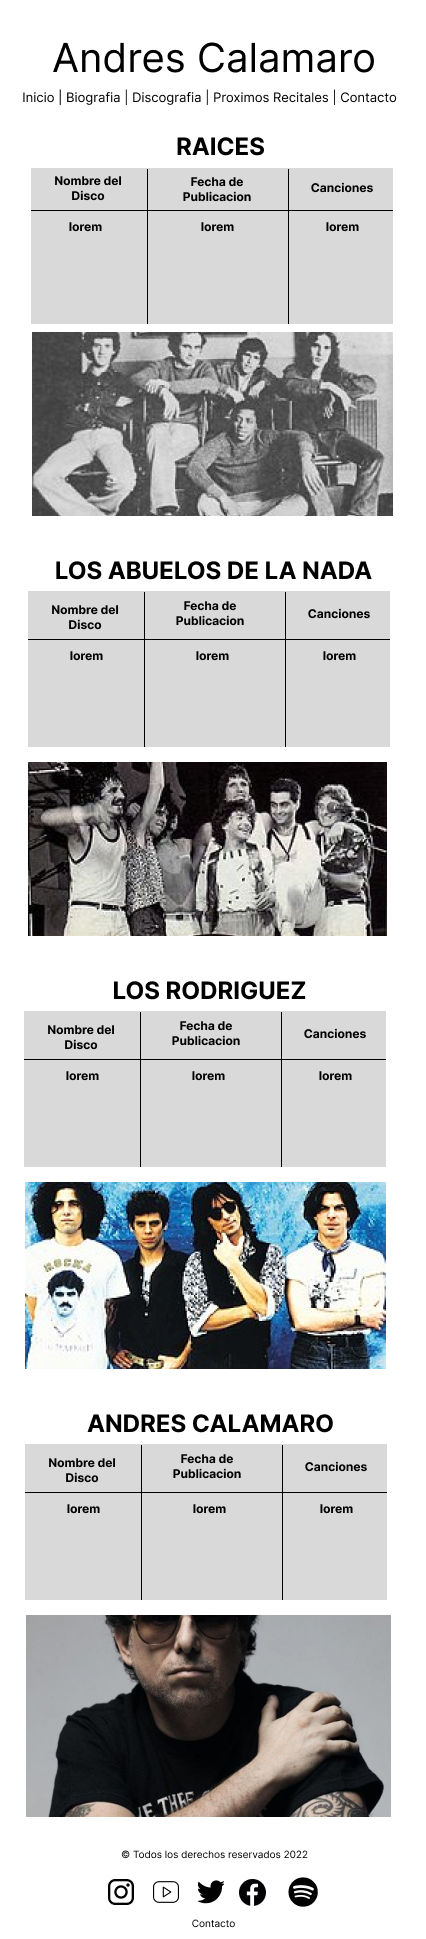 Andres Calamaro
Inicio | Biografia | Discografia | Proximos Recitales | Contacto
RAICES
Nombre del
Disco
Fecha de
Publicacion
Canciones
lorem
lorem
lorem
LOS ABUELOS DE LA NADA
Nombre del
Disco
Fecha de
Publicacion
Canciones
lorem
lorem
lorem
LOS RODRIGUEZ
Nombre del
Disco
Fecha de
Publicacion
Canciones
lorem
lorem
lorem
ANDRES CALAMARO
Nombre del
Disco
Fecha de
Publicacion
Canciones
lorem
lorem
lorem
© Todos los derechos reservados 2022
Contacto